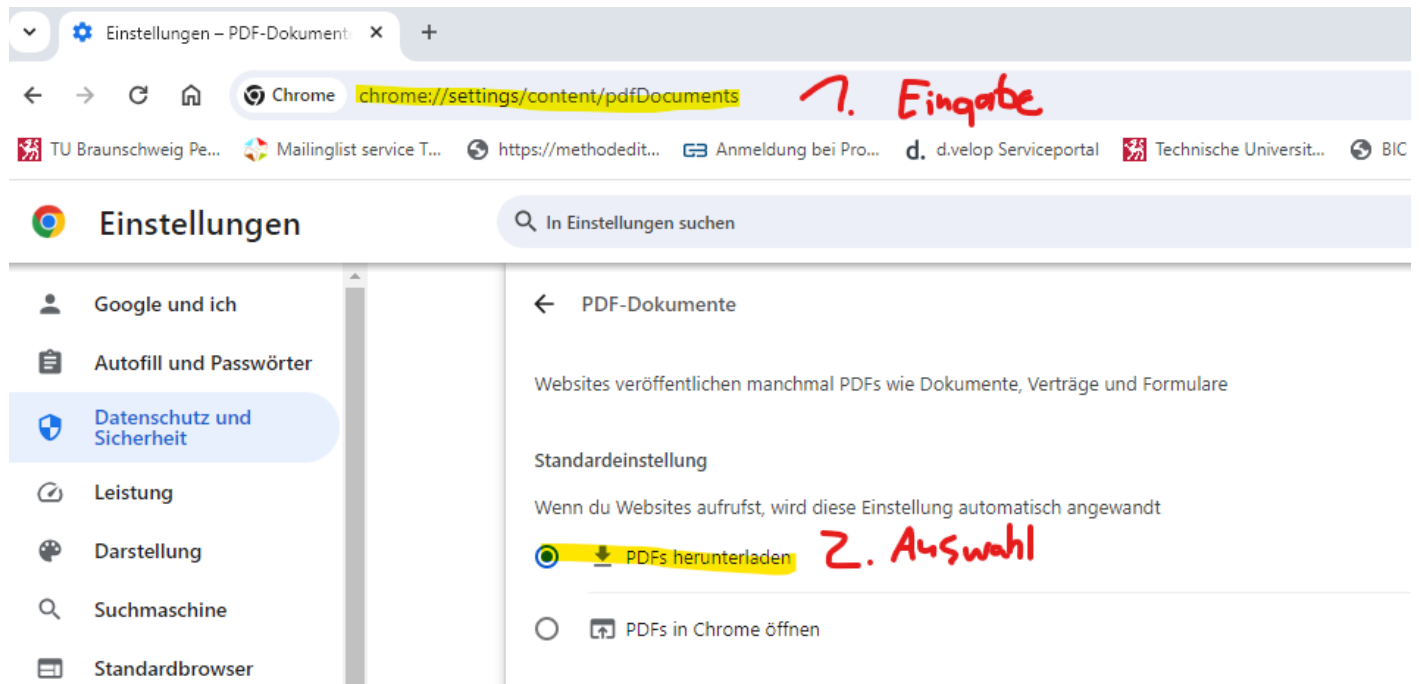 Einstellungen – PDF-Dokument
Chrome chrome://settings/content/pdfDocuments 1. Eingabe
TU Braunschweig Pe... Mailinglist service T... https://methodedit... Anmeldung bei Pro... d.velop Serviceportal Technische Universit... BIC
Einstellungen
In Einstellungen suchen
Google und ich
Autofill und Passwörter
Datenschutz und
Sicherheit
Leistung
Darstellung
Suchmaschine
Standardbrowser
PDF-Dokumente
Websites veröffentlichen manchmal PDFs wie Dokumente, Verträge und Formulare
Standardeinstellung
Wenn du Websites aufrufst, wird diese Einstellung automatisch angewandt
PDFs herunterladen 2. Auswahl
PDFs in Chrome öffnen